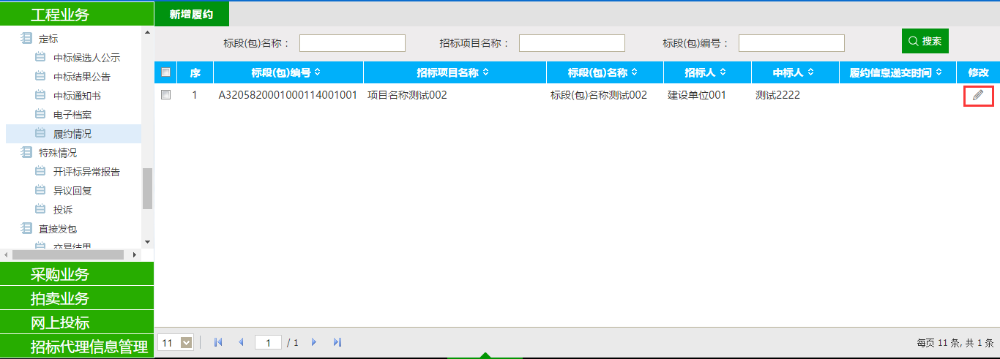 工程业务
定标
中标候选人公示
中标结果公告
中标通知书
电子档案
履约情况
特殊情况
开评标异常报告
异议回复
投诉
直接发包
交易结果
采购业务
拍卖业务
网上投标
招标代理信息管理
新增履约
标段(包)名称： 招标项目名称： 标段(包)编号： 搜索
序 标段(包)编号 招标项目名称 标段(包)名称 招标人 中标人 履约信息递交时间 修改
1 A3205820001000114001001 项目名称测试002 标段(包)名称测试002 建设单位001 测试2222
11 1 / 1 每页 11 条, 共 1 条